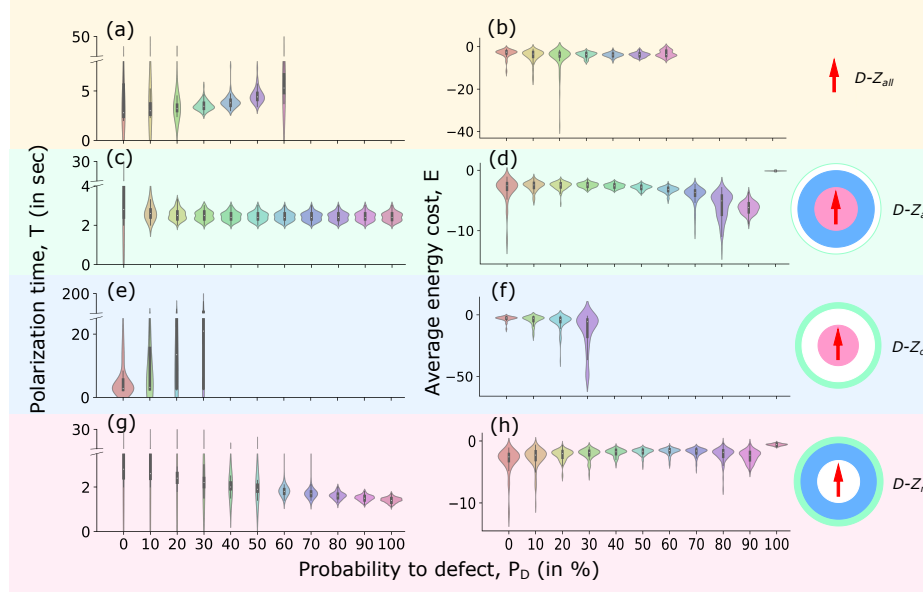 (a)
50
5
0
(b)
0
−20
−40
D-Z_all
(c)
30
4
2
0
(d)
0
−5
−10
(e)
200
20
0
(f)
0
−50
(g)
30
2
0
(h)
0
−10
Polarization time, T (in sec)
Average energy cost, E
0 10 20 30 40 50 60 70 80 90 100
0 10 20 30 40 50 60 70 80 90 100
Probability to defect, P_D (in %)